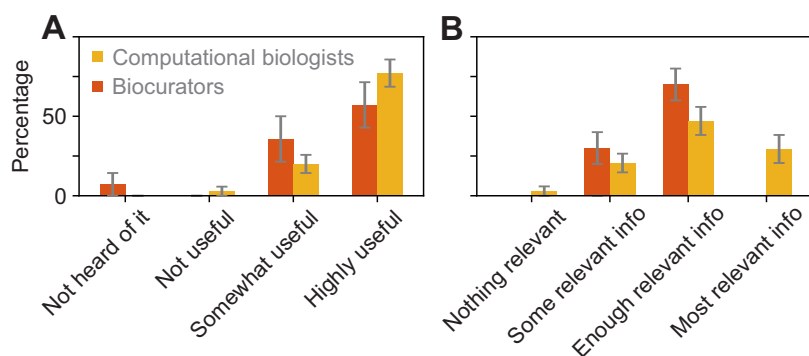 A
B
Computational biologists
Biocurators
Percentage
50
0
Not heard of it
Not useful
Somewhat useful
Highly useful
Nothing relevant
Some relevant info
Enough relevant info
Most relevant info